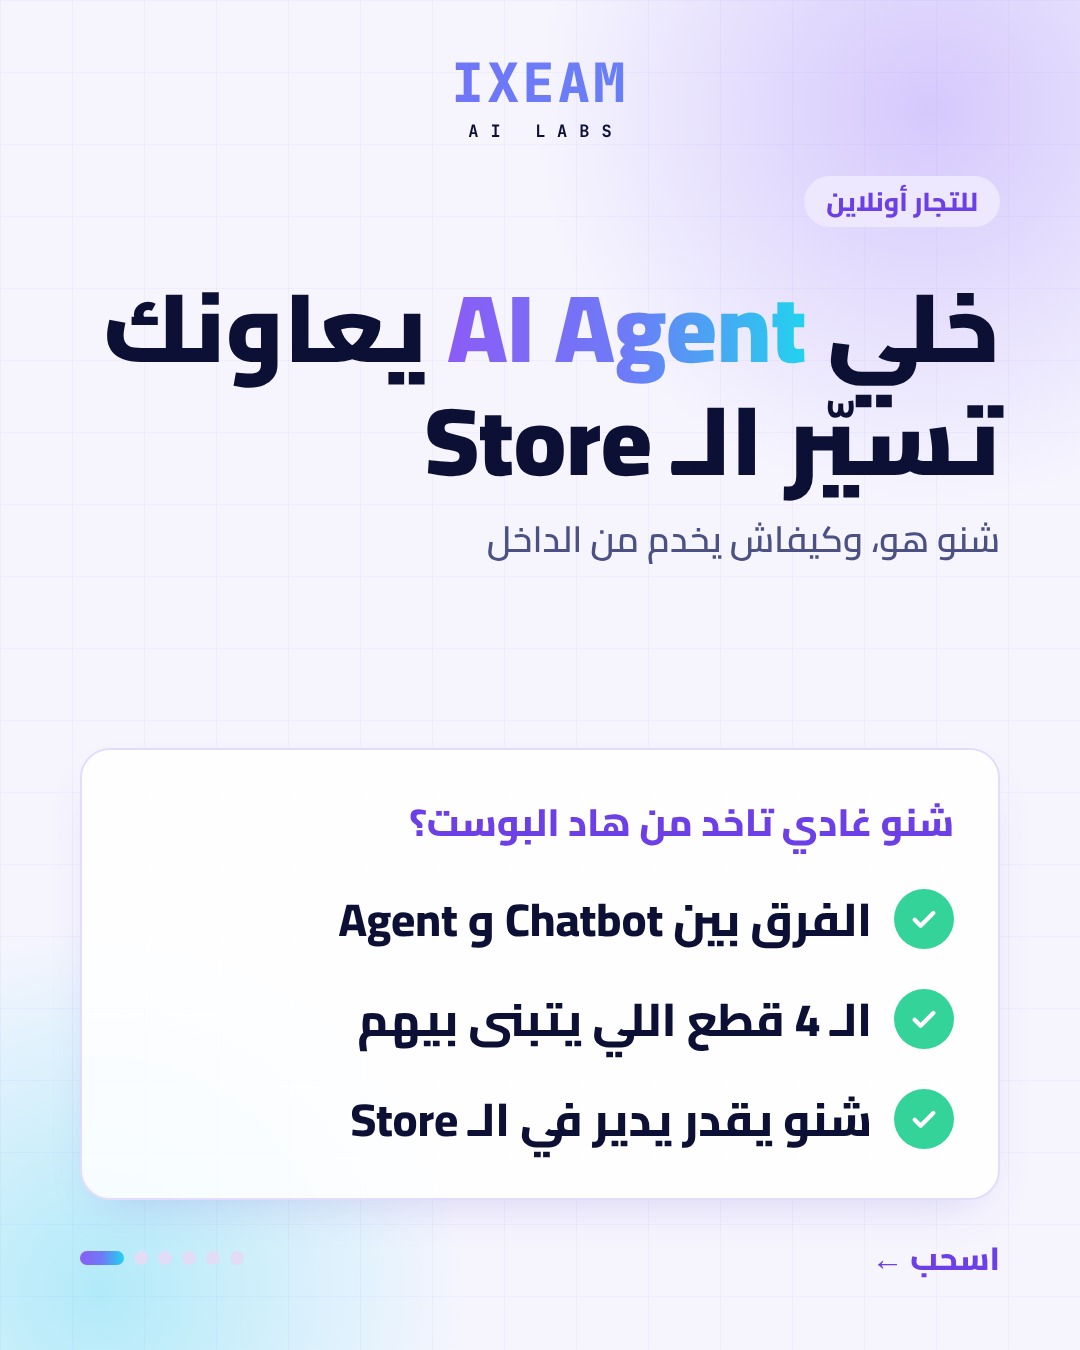 IXEAM
AI LABS
للتجار أونلاين
خلي AI Agent يعاونك
تسيّر الـ Store
شنو هو، وكيفاش يخدم من الداخل
شنو غادي تاخد من هاد البوست؟
الفرق بين Chatbot و Agent
الـ 4 قطع اللي يتبنى بيهم
شنو يقدر يدير في الـ Store
اسحب ←